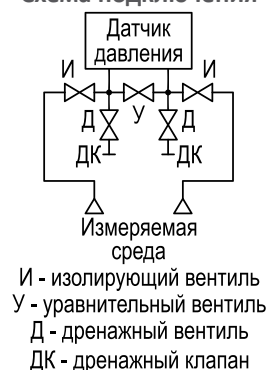 Схема подключения
Датчик
давления
И
И
Д
У
Д
ДК
ДК
Измеряемая
среда
И - изолирующий вентиль
У - уравнительный вентиль
Д - дренажный вентиль
ДК - дренажный клапан